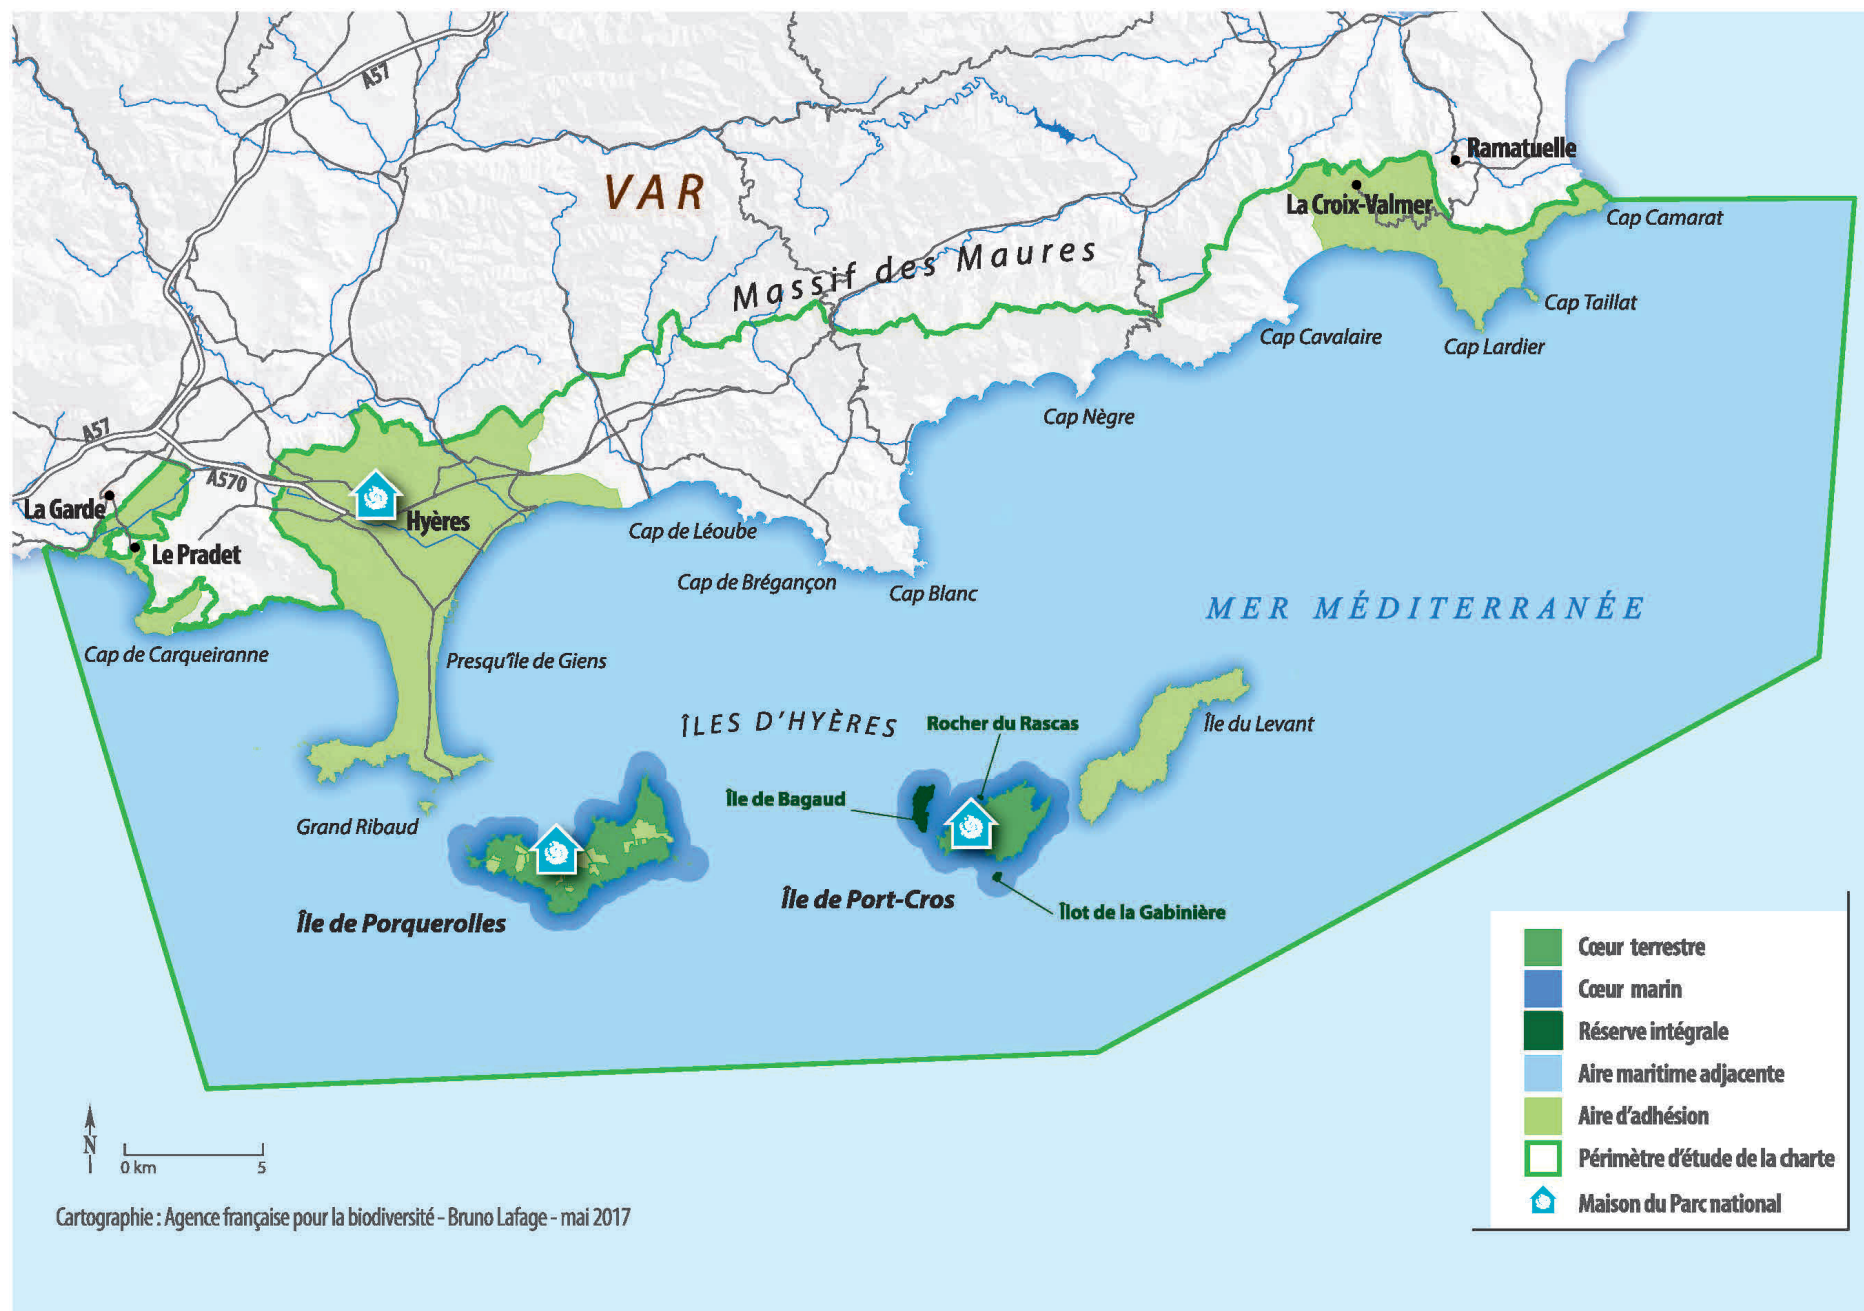 A57
VAR
Ramatuelle
La Croix-Valmer
Cap Camarat
Massif des Maures
Cap Taillat
Cap Cavalaire
Cap Lardier
Cap Nègre
A57
A570
La Garde
Hyères
Le Pradet
Cap de Léoube
Cap de Brégançon
Cap Blanc
MER MÉDITERRANÉE
Cap de Carqueiranne
Presqu'île de Giens
ÎLES D'HYÈRES
Rocher du Rascas
Île du Levant
Île de Bagaud
Grand Ribaud
Île de Port-Cros
Îlot de la Gabinière
Île de Porquerolles
Cœur terrestre
Cœur marin
Réserve intégrale
Aire maritime adjacente
Aire d'adhésion
Périmètre d'étude de la charte
Maison du Parc national
N
0 km 5
Cartographie : Agence française pour la biodiversité - Bruno Lafage - mai 2017